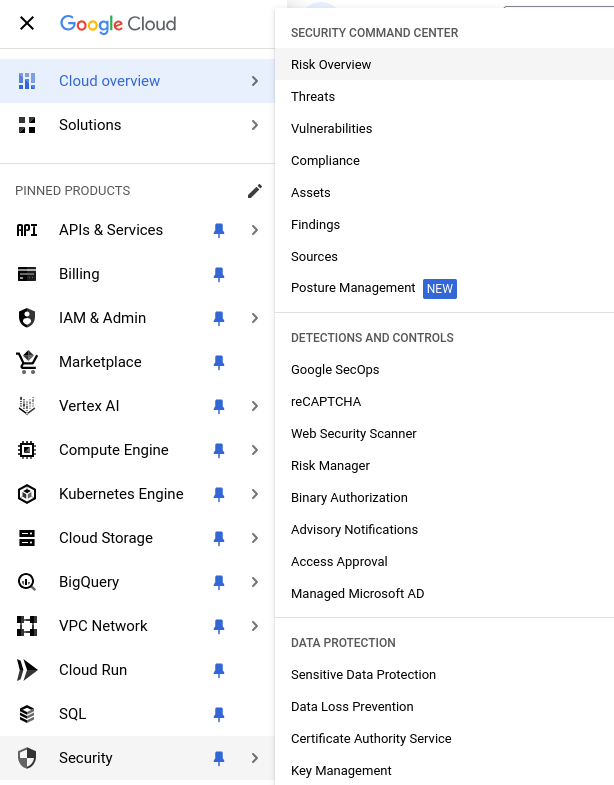 Google Cloud
Cloud overview
Solutions
PINNED PRODUCTS
API APIs & Services
Billing
IAM & Admin
Marketplace
Vertex AI
Compute Engine
Kubernetes Engine
Cloud Storage
BigQuery
VPC Network
Cloud Run
SQL
Security
SECURITY COMMAND CENTER
Risk Overview
Threats
Vulnerabilities
Compliance
Assets
Findings
Sources
Posture Management NEW
DETECTIONS AND CONTROLS
Google SecOps
reCAPTCHA
Web Security Scanner
Risk Manager
Binary Authorization
Advisory Notifications
Access Approval
Managed Microsoft AD
DATA PROTECTION
Sensitive Data Protection
Data Loss Prevention
Certificate Authority Service
Key Management